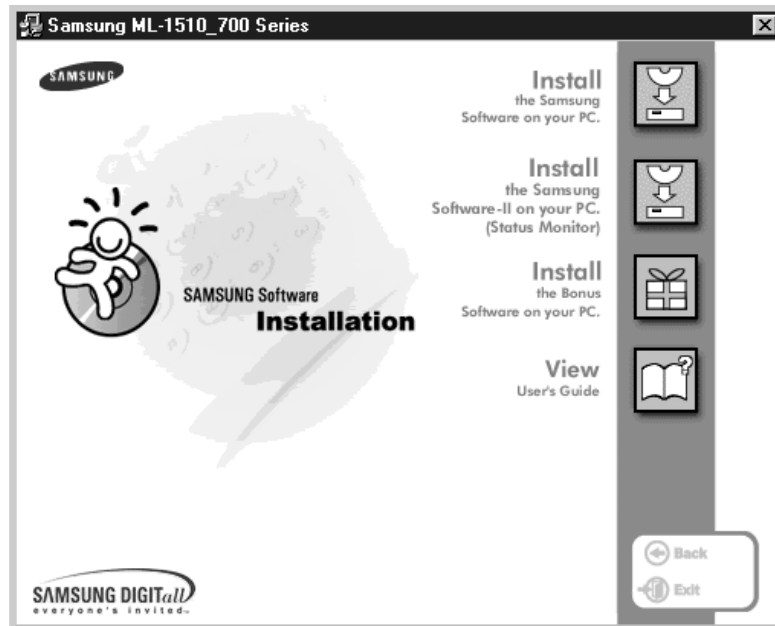 Samsung ML-1510_700 Series
SAMSUNG
Install
the Samsung
Software on your PC.
Install
the Samsung
Software-II on your PC.
(Status Monitor)
SAMSUNG Software
Installation
Install
the Bonus
Software on your PC.
View
User's Guide
Back
Exit
SAMSUNG DIGITall
everyone's invited™